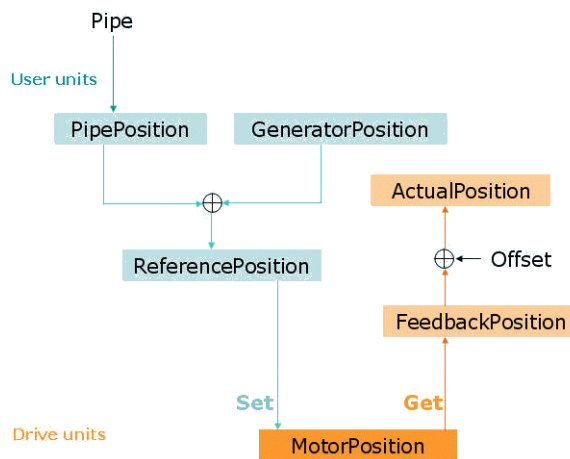 Pipe
User units
PipePosition
GeneratorPosition
ActualPosition
Offset
ReferencePosition
FeedbackPosition
Set
Get
Drive units
MotorPosition